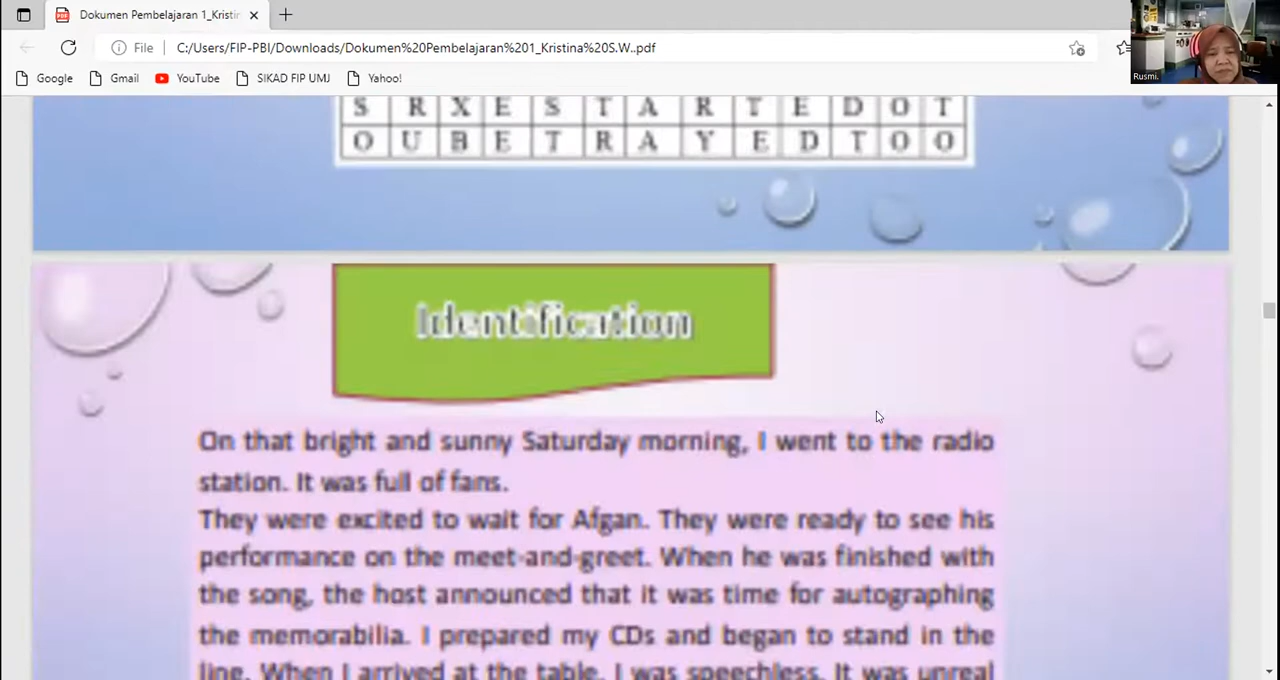 Dokumen Pembelajaran 1_Kristin
File
C:/Users/FIP-PBI/Downloads/Dokumen%20Pembelajaran%201_Kristina%20S.W..pdf
Google Gmail YouTube SIKAD FIP UMJ Yahoo!
Rusmi.
S R X E S T A R T E D O T
O U B E T R A Y E D T O O
Identification
On that bright and sunny Saturday morning, I went to the radio
station. It was full of fans.
They were excited to wait for Afgan. They were ready to see his
performance on the meet-and-greet. When he was finished with
the song, the host announced that it was time for autographing
the memorabilia. I prepared my CDs and began to stand in the
line. When I arrived at the table, I was speechless. It was unreal